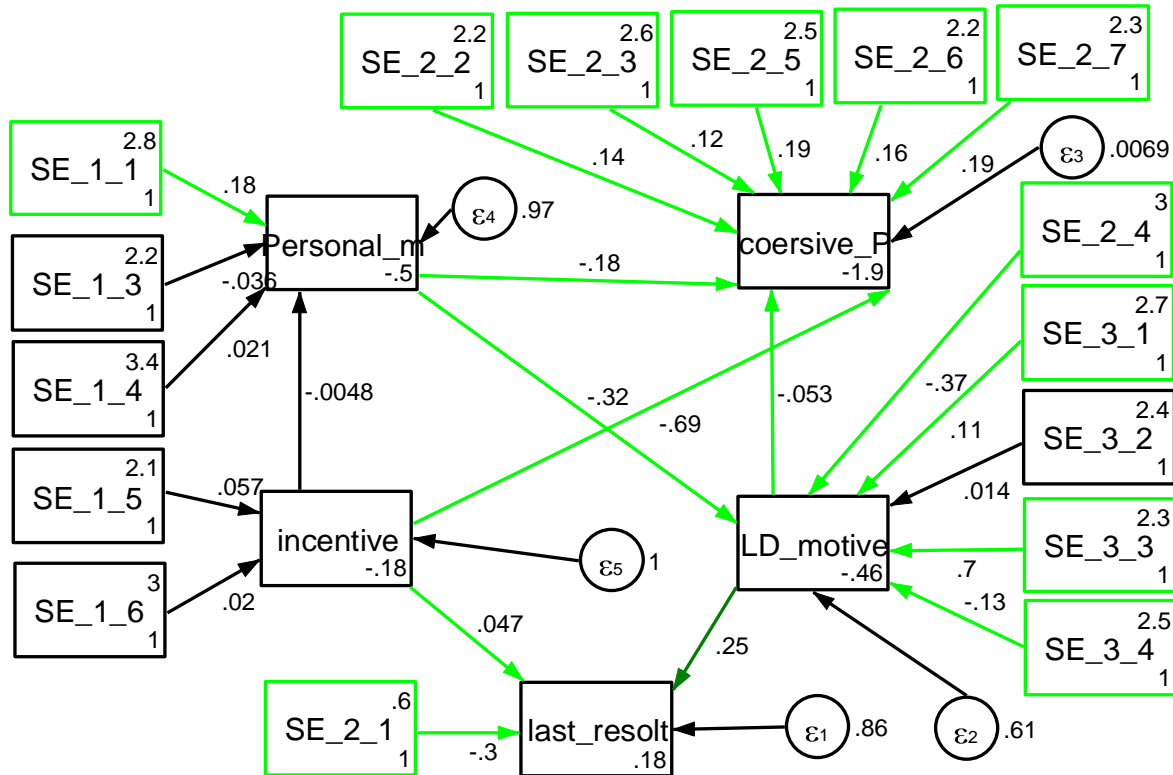 2.2
SE_2_2
1
2.6
SE_2_3
1
2.5
SE_2_5
1
2.2
SE_2_6
1
2.3
SE_2_7
1
2.8
SE_1_1
1
.18
.14
.12
.19
.16
.19
ε3
.0069
ε4
.97
Personal_m
-.5
coersive_P
-1.9
3
SE_2_4
1
2.2
SE_1_3
1
-.036
-.18
2.7
SE_3_1
1
3.4
SE_1_4
1
.021
-.0048
-.32
-.69
-.053
-.37
.11
2.4
SE_3_2
1
.014
2.1
SE_1_5
1
.057
incentive
-.18
ε5
1
LD_motive
-.46
2.3
SE_3_3
1
.7
3
SE_1_6
1
.02
-.13
2.5
SE_3_4
1
.047
.25
.6
SE_2_1
1
-.3
last_resolt
.18
ε1
.86
ε2
.61